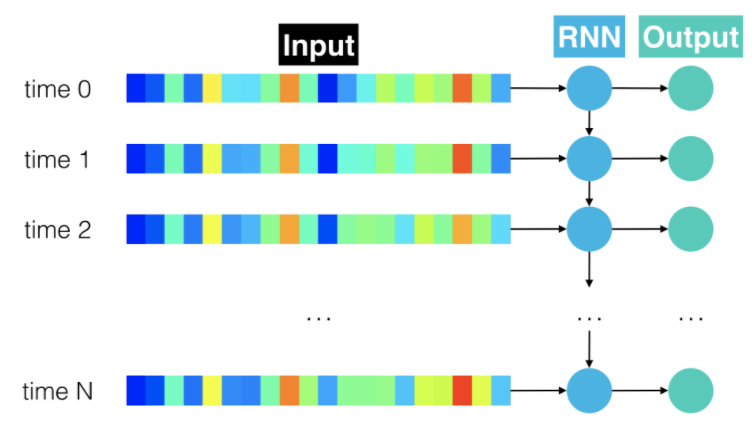 Input RNN Output
time 0
time 1
time 2
... ... ...
time N